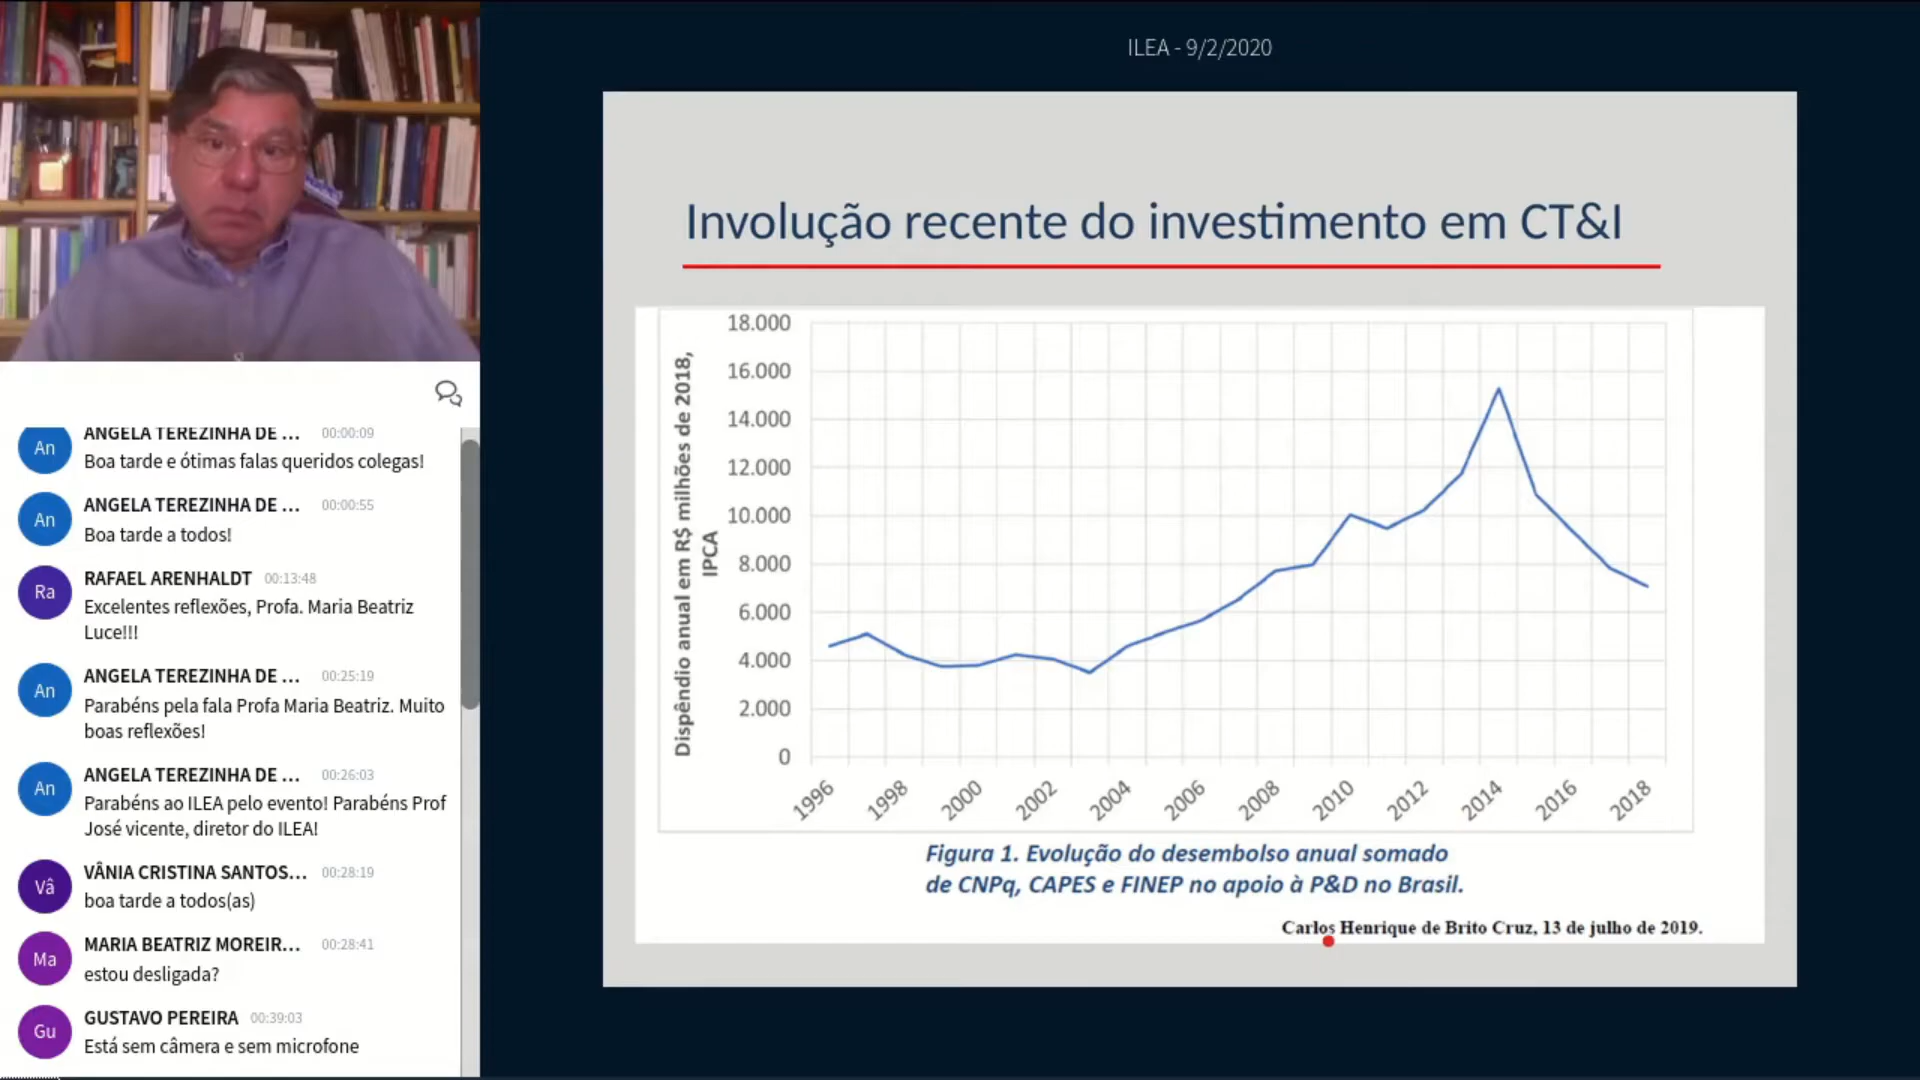 ILEA - 9/2/2020
Involução recente do investimento em CT&I
Dispêndio anual em R$ milhões de 2018,
IPCA
18.000
16.000
14.000
12.000
10.000
8.000
6.000
4.000
2.000
0
1996
1998
2000
2002
2004
2006
2008
2010
2012
2014
2016
2018
Figura 1. Evolução do desembolso anual somado
de CNPq, CAPES e FINEP no apoio à P&D no Brasil.
Carlos Henrique de Brito Cruz, 13 de julho de 2019.
An
ANGELA TEREZINHA DE ... 00:00:09
Boa tarde e ótimas falas queridos colegas!
An
ANGELA TEREZINHA DE ... 00:00:55
Boa tarde a todos!
Ra
RAFAEL ARENHALDT 00:13:48
Excelentes reflexões, Profa. Maria Beatriz
Luce!!!
An
ANGELA TEREZINHA DE ... 00:25:19
Parabéns pela fala Profa Maria Beatriz. Muito
boas reflexões!
An
ANGELA TEREZINHA DE ... 00:26:03
Parabéns ao ILEA pelo evento! Parabéns Prof
José vicente, diretor do ILEA!
Vâ
VÂNIA CRISTINA SANTOS... 00:28:19
boa tarde a todos(as)
Ma
MARIA BEATRIZ MOREIR... 00:28:41
estou desligada?
Gu
GUSTAVO PEREIRA 00:39:03
Está sem câmera e sem microfone